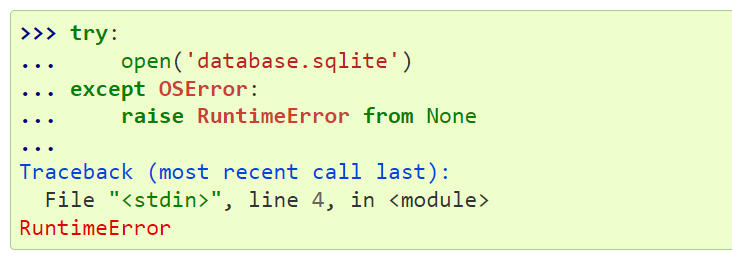 >>> try:
...     open('database.sqlite')
... except OSError:
...     raise RuntimeError from None
...
Traceback (most recent call last):
  File "<stdin>", line 4, in <module>
RuntimeError